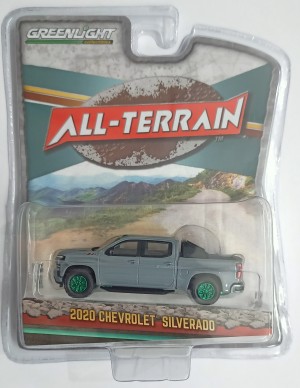 GREENLIGHT
ALL-TERRAIN
2020 CHEVROLET SILVERADO